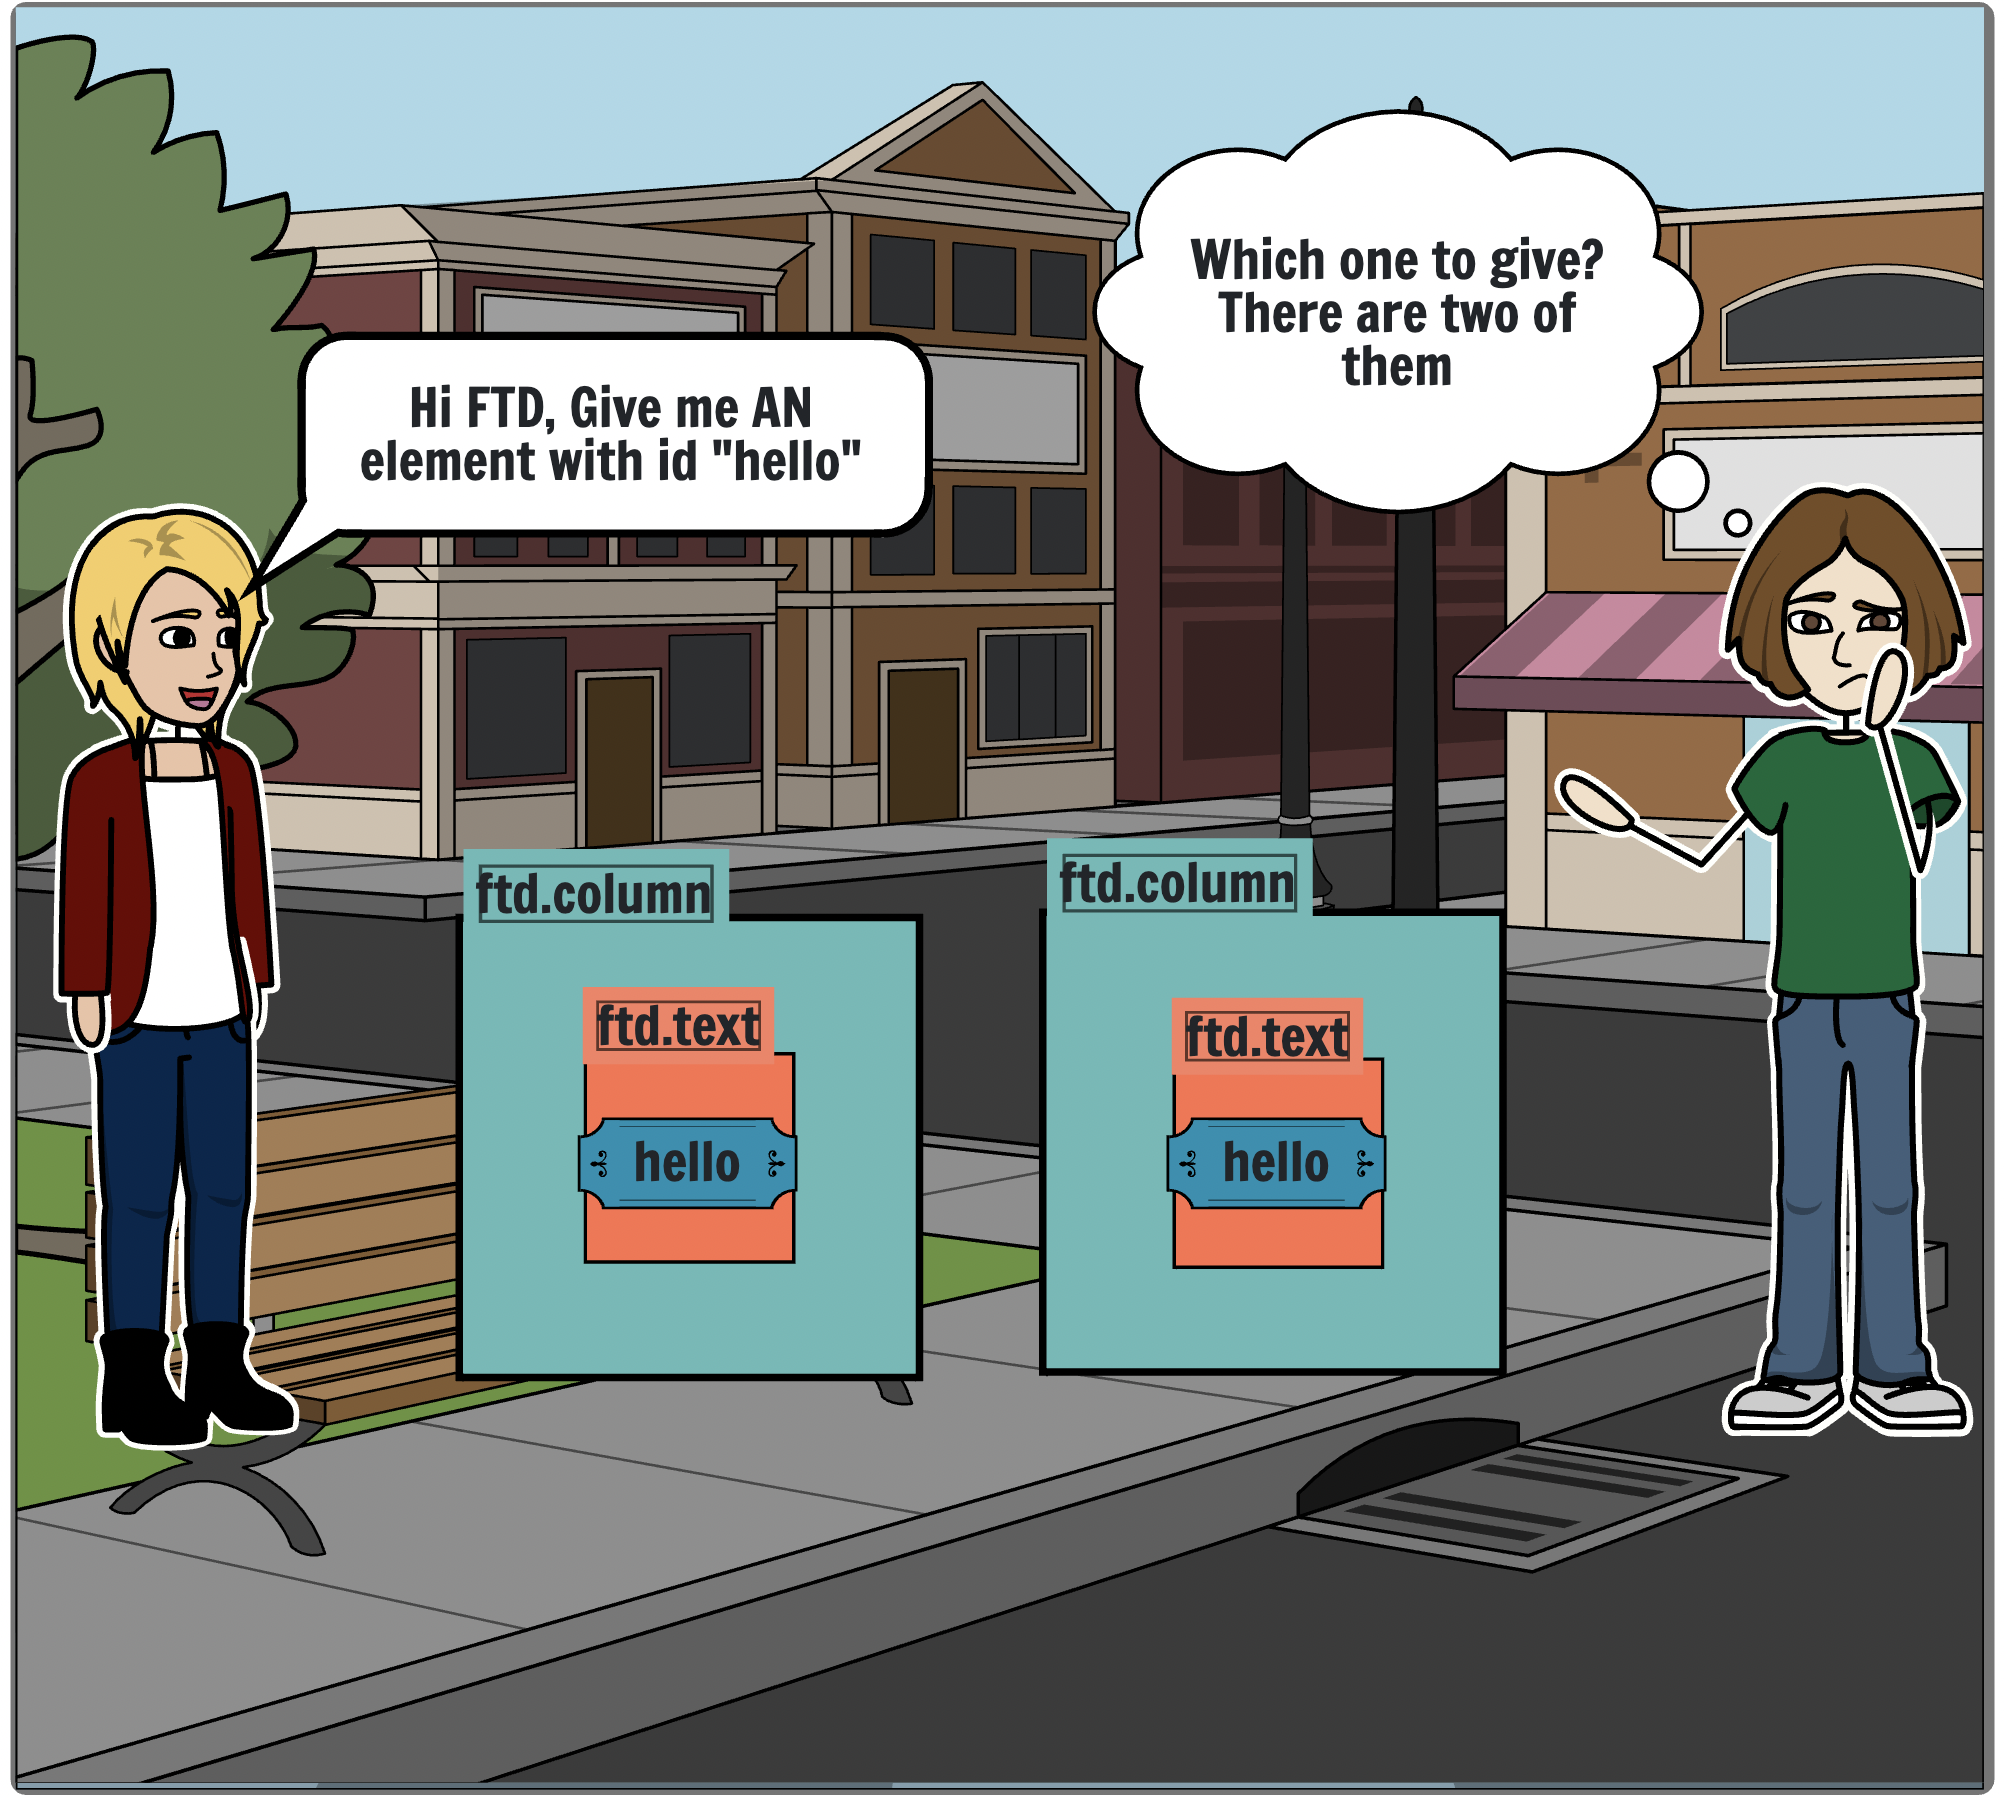 Which one to give?
There are two of
them
Hi FTD, Give me AN
element with id "hello"
ftd.column
ftd.column
ftd.text
ftd.text
hello
hello